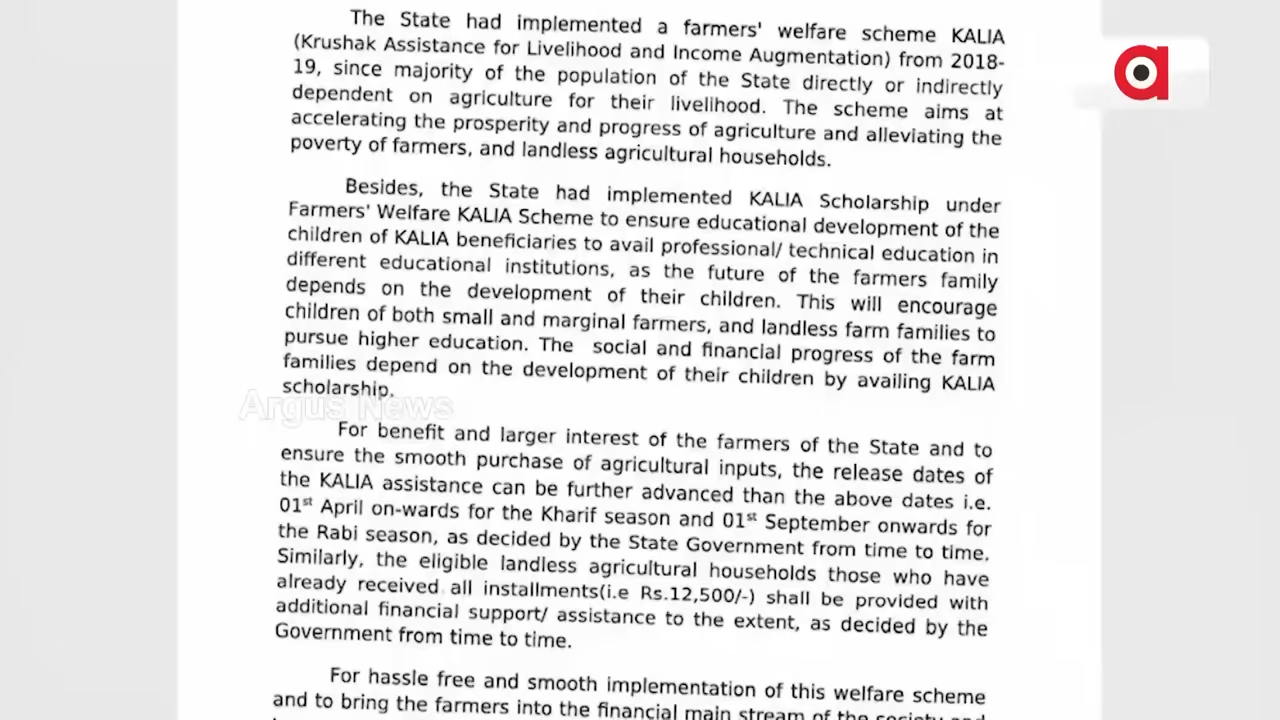 The State had implemented a farmers' welfare scheme KALIA
(Krushak Assistance for Livelihood and Income Augmentation) from 2018-
19, since majority of the population of the State directly or indirectly
dependent on agriculture for their livelihood. The scheme aims at
accelerating the prosperity and progress of agriculture and alleviating the
poverty of farmers, and landless agricultural households.
Besides, the State had implemented KALIA Scholarship under
Farmers' Welfare KALIA Scheme to ensure educational development of the
children of KALIA beneficiaries to avail professional/ technical education in
different educational institutions, as the future of the farmers family
depends on the development of their children. This will encourage
children of both small and marginal farmers, and landless farm families to
pursue higher education. The social and financial progress of the farm
families depend on the development of their children by availing KALIA
scholarship.
Argus News
For benefit and larger interest of the farmers of the State and to
ensure the smooth purchase of agricultural inputs, the release dates of
the KALIA assistance can be further advanced than the above dates i.e.
01st April on-wards for the Kharif season and 01st September onwards for
the Rabi season, as decided by the State Government from time to time.
Similarly, the eligible landless agricultural households those who have
already received all installments(i.e Rs.12,500/-) shall be provided with
additional financial support/ assistance to the extent, as decided by the
Government from time to time.
For hassle free and smooth implementation of this welfare scheme
and to bring the farmers into the financial main stream of the society and